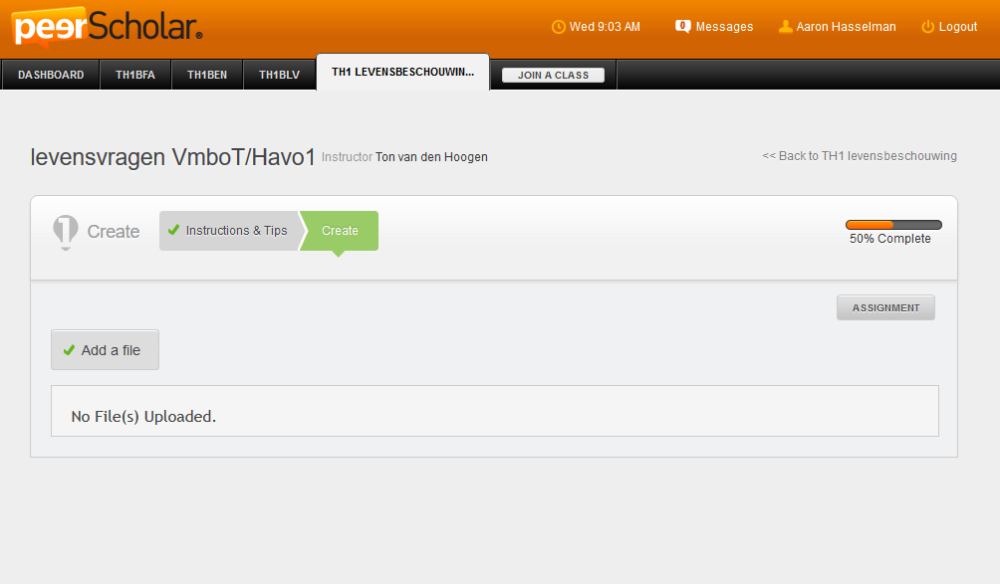 peerScholar®
Wed 9:03 AM
0 Messages
Aaron Hasselman
Logout
DASHBOARD
TH1BFA
TH1BEN
TH1BLV
TH1 LEVENSBESCHOUWIN...
JOIN A CLASS
levensvragen VmboT/Havo1 Instructor Ton van den Hoogen
<< Back to TH1 levensbeschouwing
1 Create
Instructions & Tips
Create
50% Complete
ASSIGNMENT
Add a file
No File(s) Uploaded.